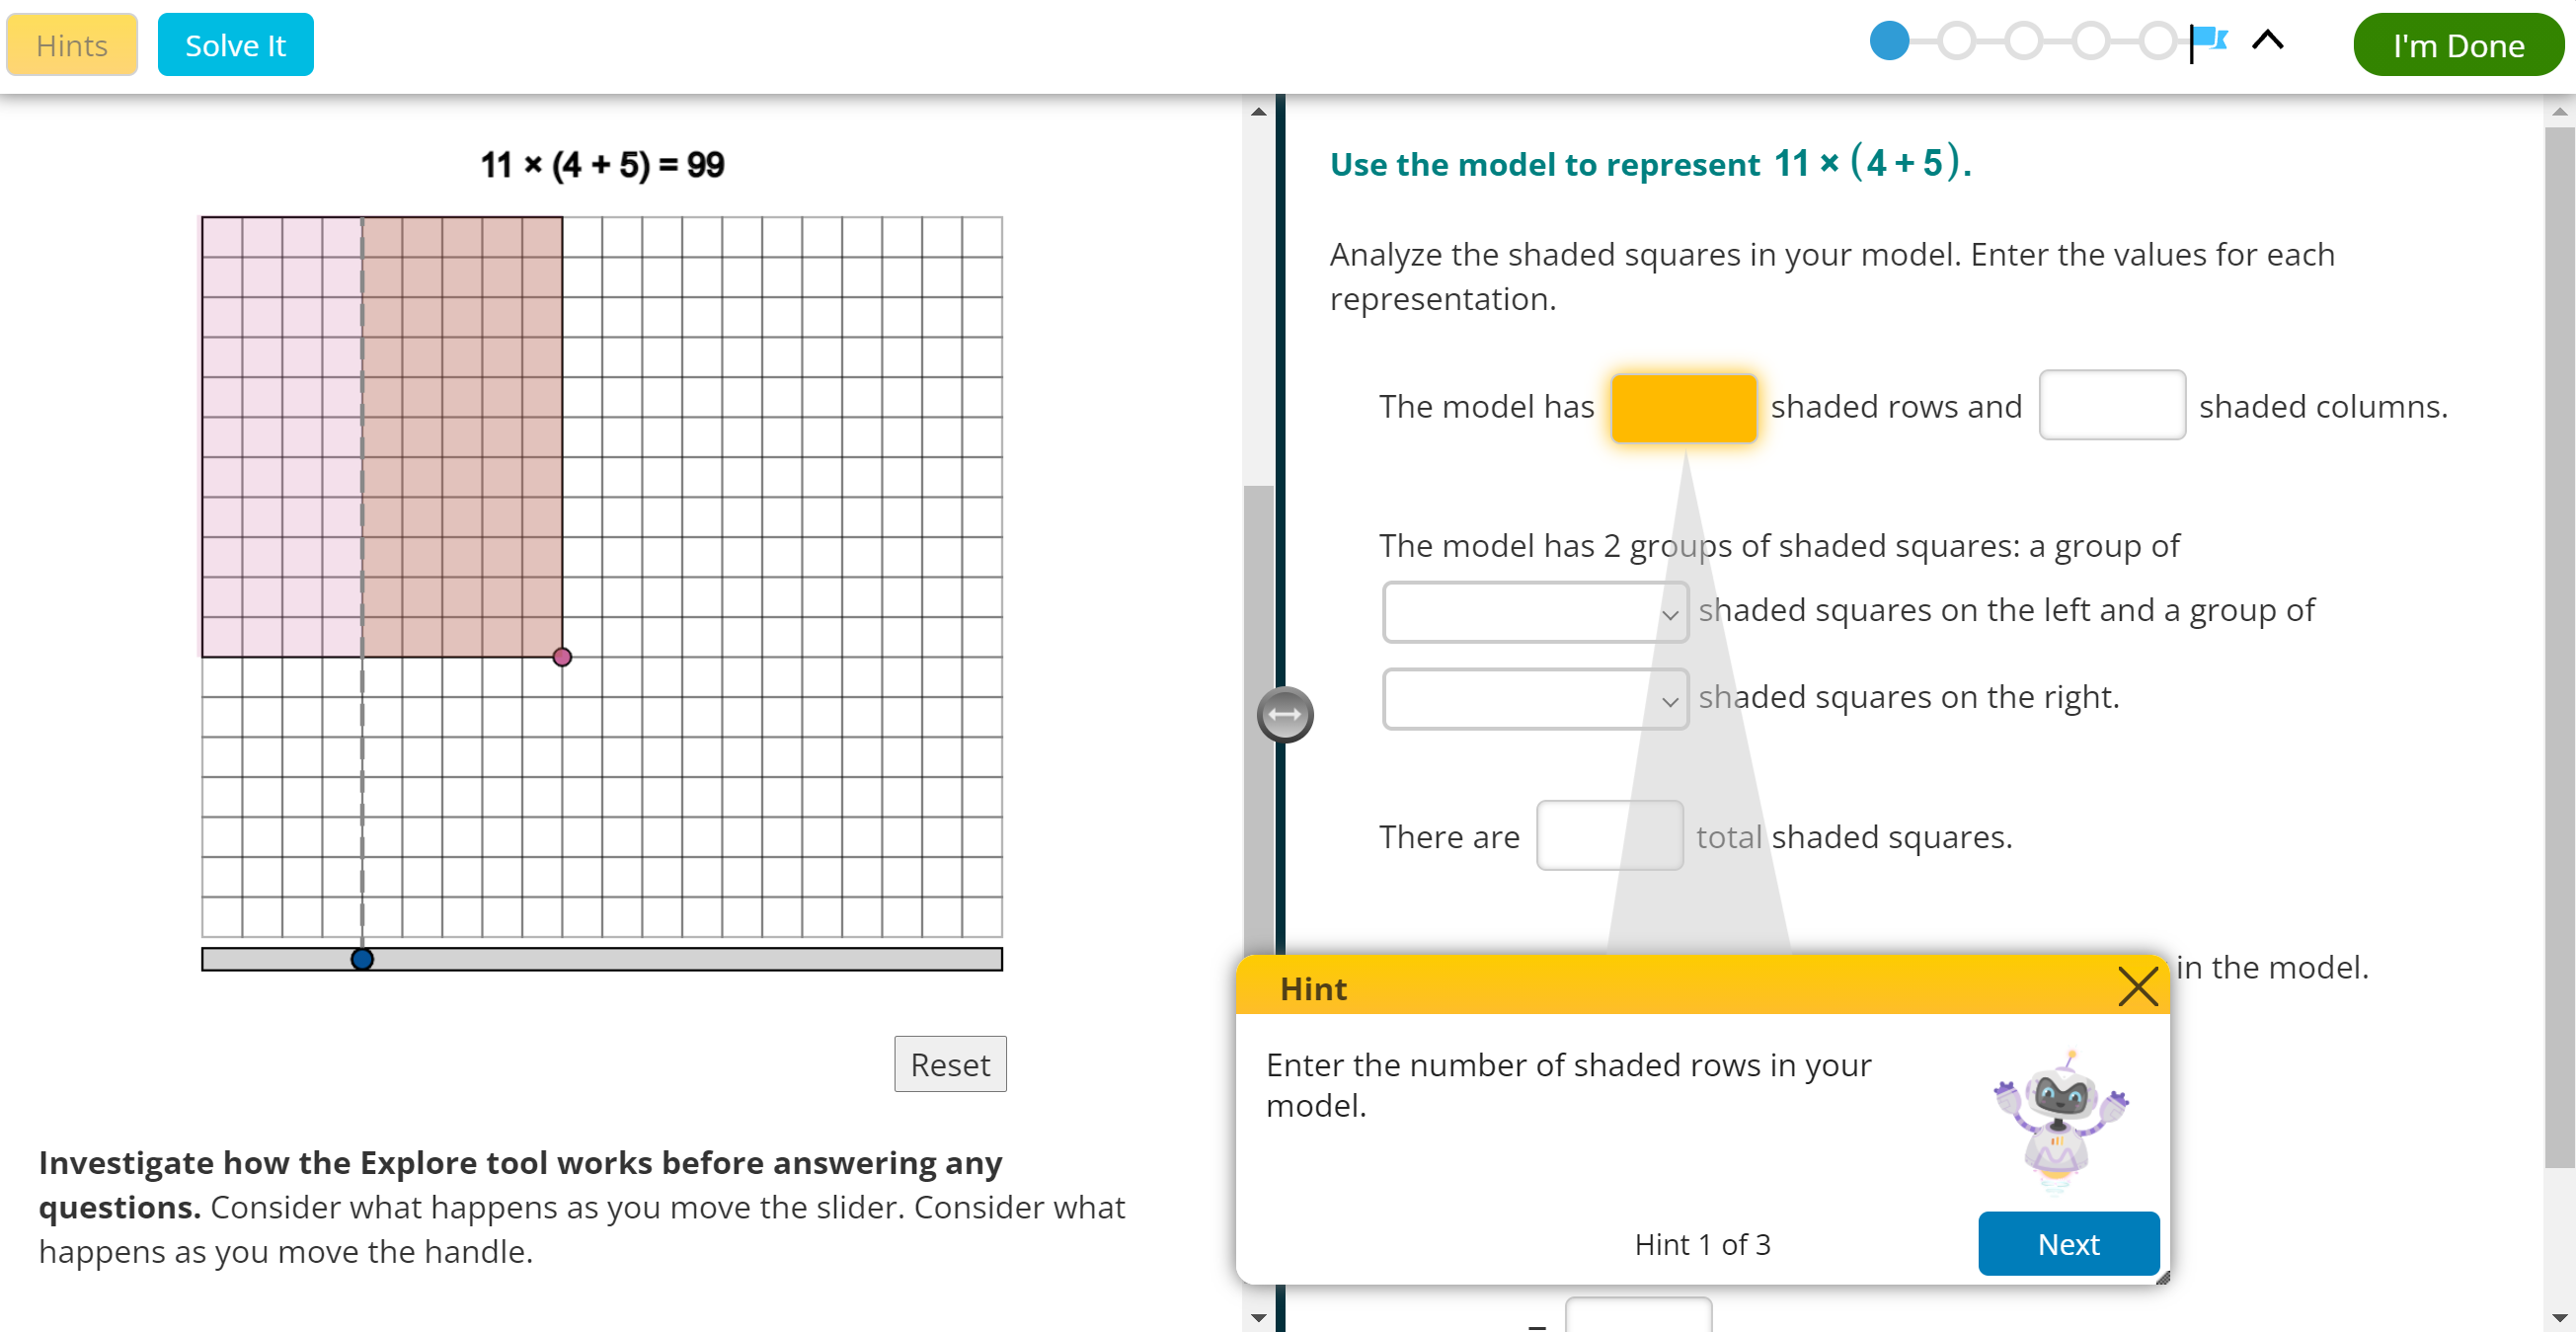 Hints
Solve It
I'm Done
11 × (4 + 5) = 99
Reset
Investigate how the Explore tool works before answering any
questions. Consider what happens as you move the slider. Consider what
happens as you move the handle.
Use the model to represent 11 × (4 + 5).
Analyze the shaded squares in your model. Enter the values for each
representation.
The model has shaded rows and shaded columns.
The model has 2 groups of shaded squares: a group of
shaded squares on the left and a group of
shaded squares on the right.
There are total shaded squares.
in the model.
Hint
Enter the number of shaded rows in your
model.
Hint 1 of 3
Next